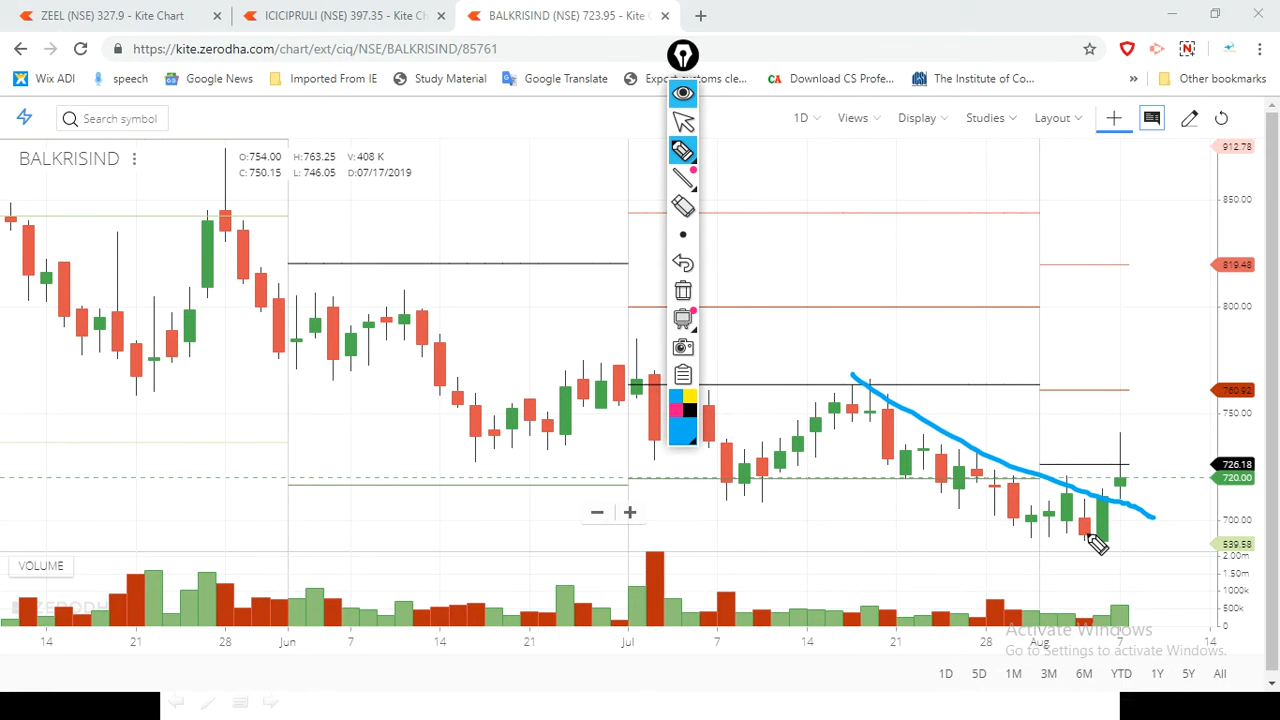 ZEEL (NSE) 327.9 - Kite Chart
ICICIPRULI (NSE) 397.35 - Kite Ch
BALKRISIND (NSE) 723.95 - Kite C
https://kite.zerodha.com/chart/ext/ciq/NSE/BALKRISIND/85761
Wix ADI
speech
Google News
Imported From IE
Study Material
Google Translate
Export customs cle...
Download CS Profe...
The Institute of Co...
Other bookmarks
Search symbol
1D
Views
Display
Studies
Layout
BALKRISIND
O:754.00 H:763.25 V: 408 K
C: 750.15 L: 746.05 D:07/17/2019
912.78
850.00
819.48
800.00
760.92
750.00
726.18
720.00
700.00
VOLUME
2.00m
1.50m
1000k
500k
0
ZERODH
14 21 28 Jun 7 14 21 Jul 7 14 21 28 Aug 7 14
Activate Windows
Go to Settings to activate Windows.
1D 5D 1M 3M 6M YTD 1Y 5Y All